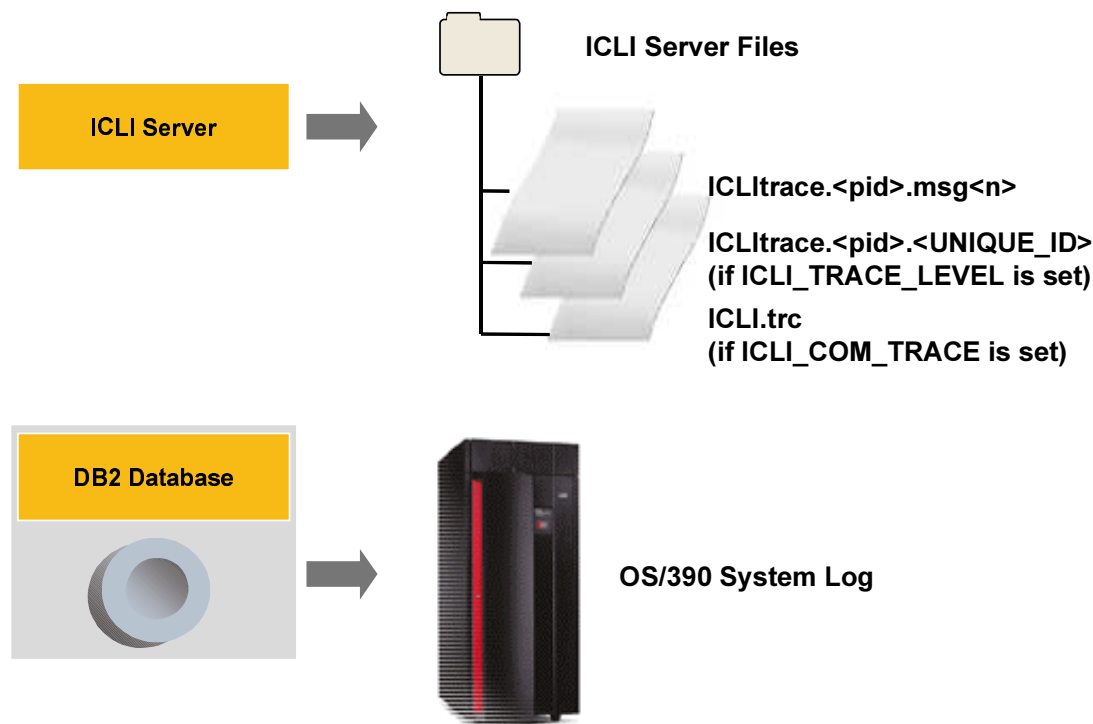 ICLI Server Files
ICLI Server
ICLItrace.<pid>.msg<n>
ICLItrace.<pid>.<UNIQUE_ID>
(if ICLI_TRACE_LEVEL is set)
ICLI.trc
(if ICLI_COM_TRACE is set)
DB2 Database
OS/390 System Log